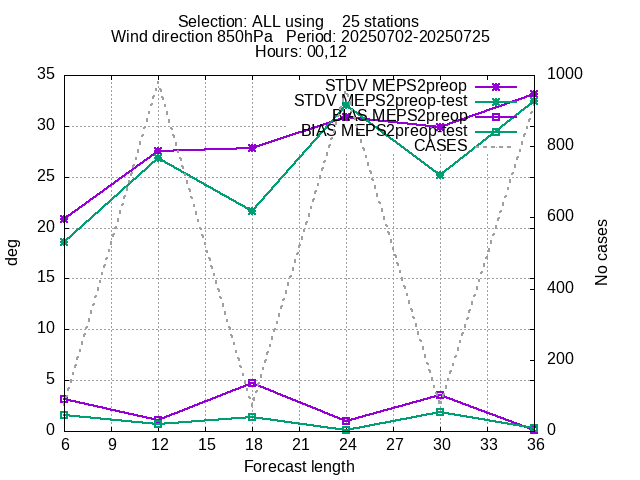 Selection: ALL using    25 stations
Wind direction 850hPa   Period: 20250702-20250725
Hours: 00,12
35
30
25
20
15
10
5
0
deg
1000
800
600
400
200
0
No cases
STDV MEPS2preop
STDV MEPS2preop-test
BIAS MEPS2preop
BIAS MEPS2preop-test
CASES
6 9 12 15 18 21 24 27 30 33 36
Forecast length